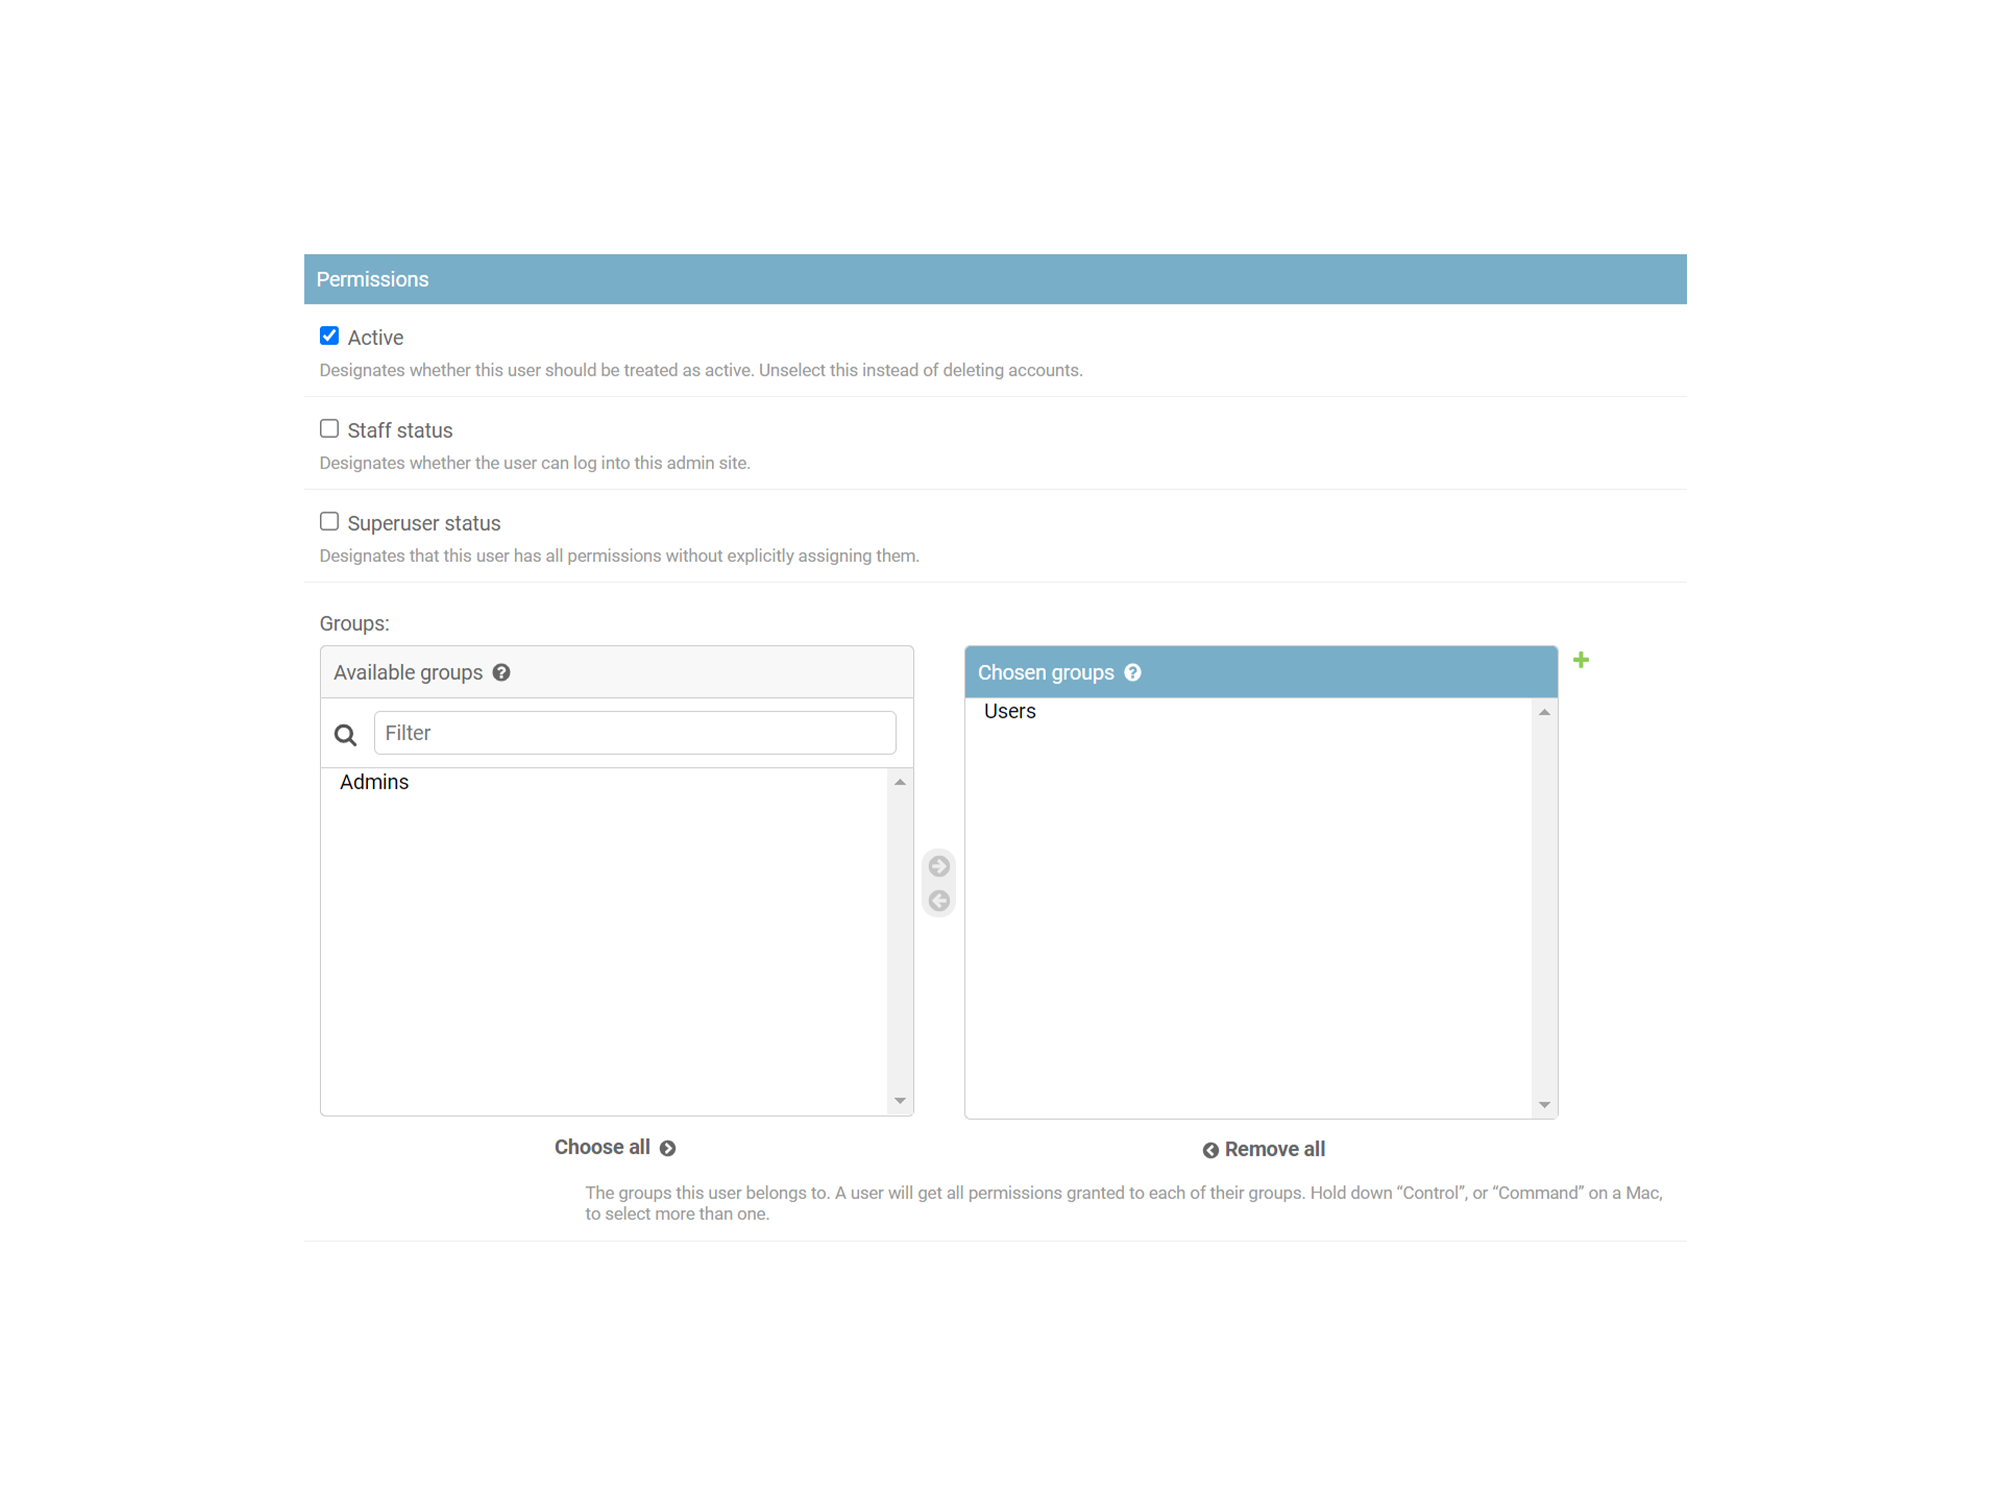 Permissions
Active
Designates whether this user should be treated as active. Unselect this instead of deleting accounts.
Staff status
Designates whether the user can log into this admin site.
Superuser status
Designates that this user has all permissions without explicitly assigning them.
Groups:
Available groups ?
Filter
Admins
Choose all
Chosen groups ?
Users
Remove all
The groups this user belongs to. A user will get all permissions granted to each of their groups. Hold down “Control”, or “Command” on a Mac,
to select more than one.